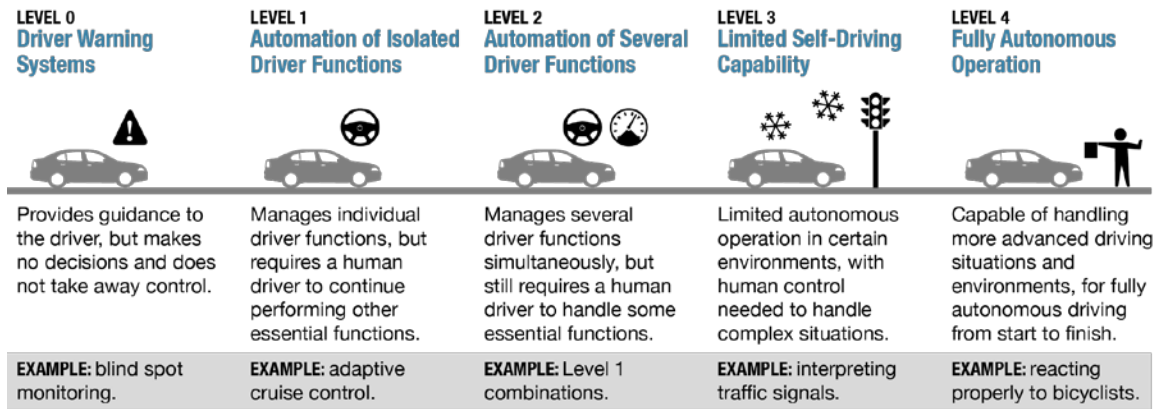 LEVEL 0
Driver Warning
Systems
Provides guidance to
the driver, but makes
no decisions and does
not take away control.
EXAMPLE: blind spot
monitoring.
LEVEL 1
Automation of Isolated
Driver Functions
Manages individual
driver functions, but
requires a human
driver to continue
performing other
essential functions.
EXAMPLE: adaptive
cruise control.
LEVEL 2
Automation of Several
Driver Functions
Manages several
driver functions
simultaneously, but
still requires a human
driver to handle some
essential functions.
EXAMPLE: Level 1
combinations.
LEVEL 3
Limited Self-Driving
Capability
Limited autonomous
operation in certain
environments, with
human control
needed to handle
complex situations.
EXAMPLE: interpreting
traffic signals.
LEVEL 4
Fully Autonomous
Operation
Capable of handling
more advanced driving
situations and
environments, for fully
autonomous driving
from start to finish.
EXAMPLE: reacting
properly to bicyclists.